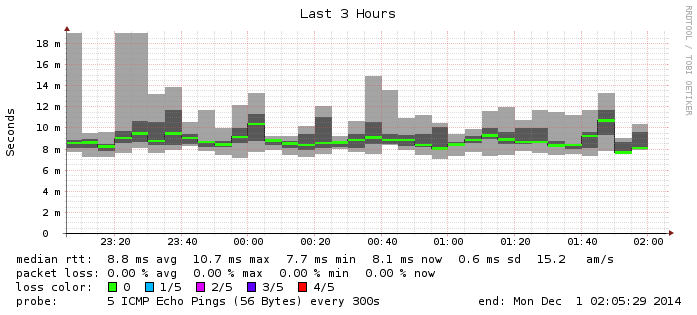 Last 3 Hours
RRDTOOL / TOBI OETIKER
Seconds
18 m
16 m
14 m
12 m
10 m
8 m
6 m
4 m
2 m
0
23:20 23:40 00:00 00:20 00:40 01:00 01:20 01:40 02:00
median rtt: 8.8 ms avg 10.7 ms max 7.7 ms min 8.1 ms now 0.6 ms sd 15.2 am/s
packet loss: 0.00 % avg 0.00 % max 0.00 % min 0.00 % now
loss color: 0 1/5 2/5 3/5 4/5
probe: 5 ICMP Echo Pings (56 Bytes) every 300s end: Mon Dec 1 02:05:29 2014